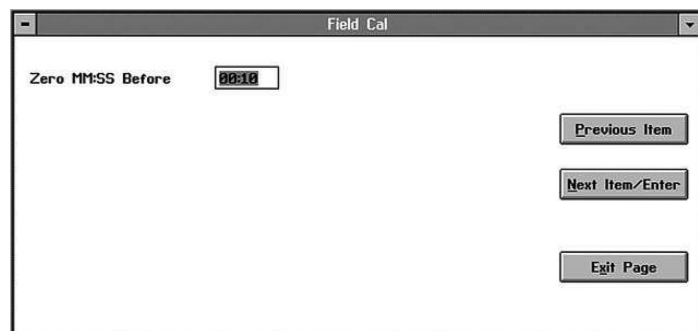 Field Cal
Zero MM:SS Before 00:10
Previous Item
Next Item/Enter
Exit Page